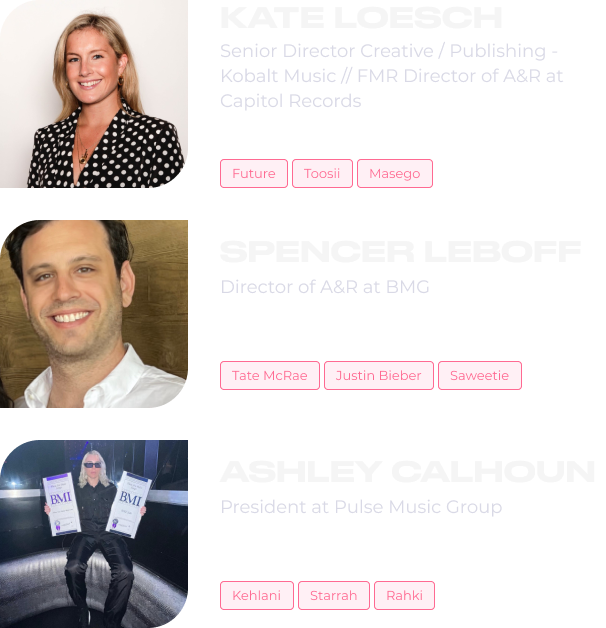 KATE LOESCH
Senior Director Creative / Publishing -
Kobalt Music // FMR Director of A&R at
Capitol Records
Future Toosii Masego
SPENCER LEBOFF
Director of A&R at BMG
Tate McRae Justin Bieber Saweetie
ASHLEY CALHOUN
President at Pulse Music Group
BMI BMI
Kehlani Starrah Rahki